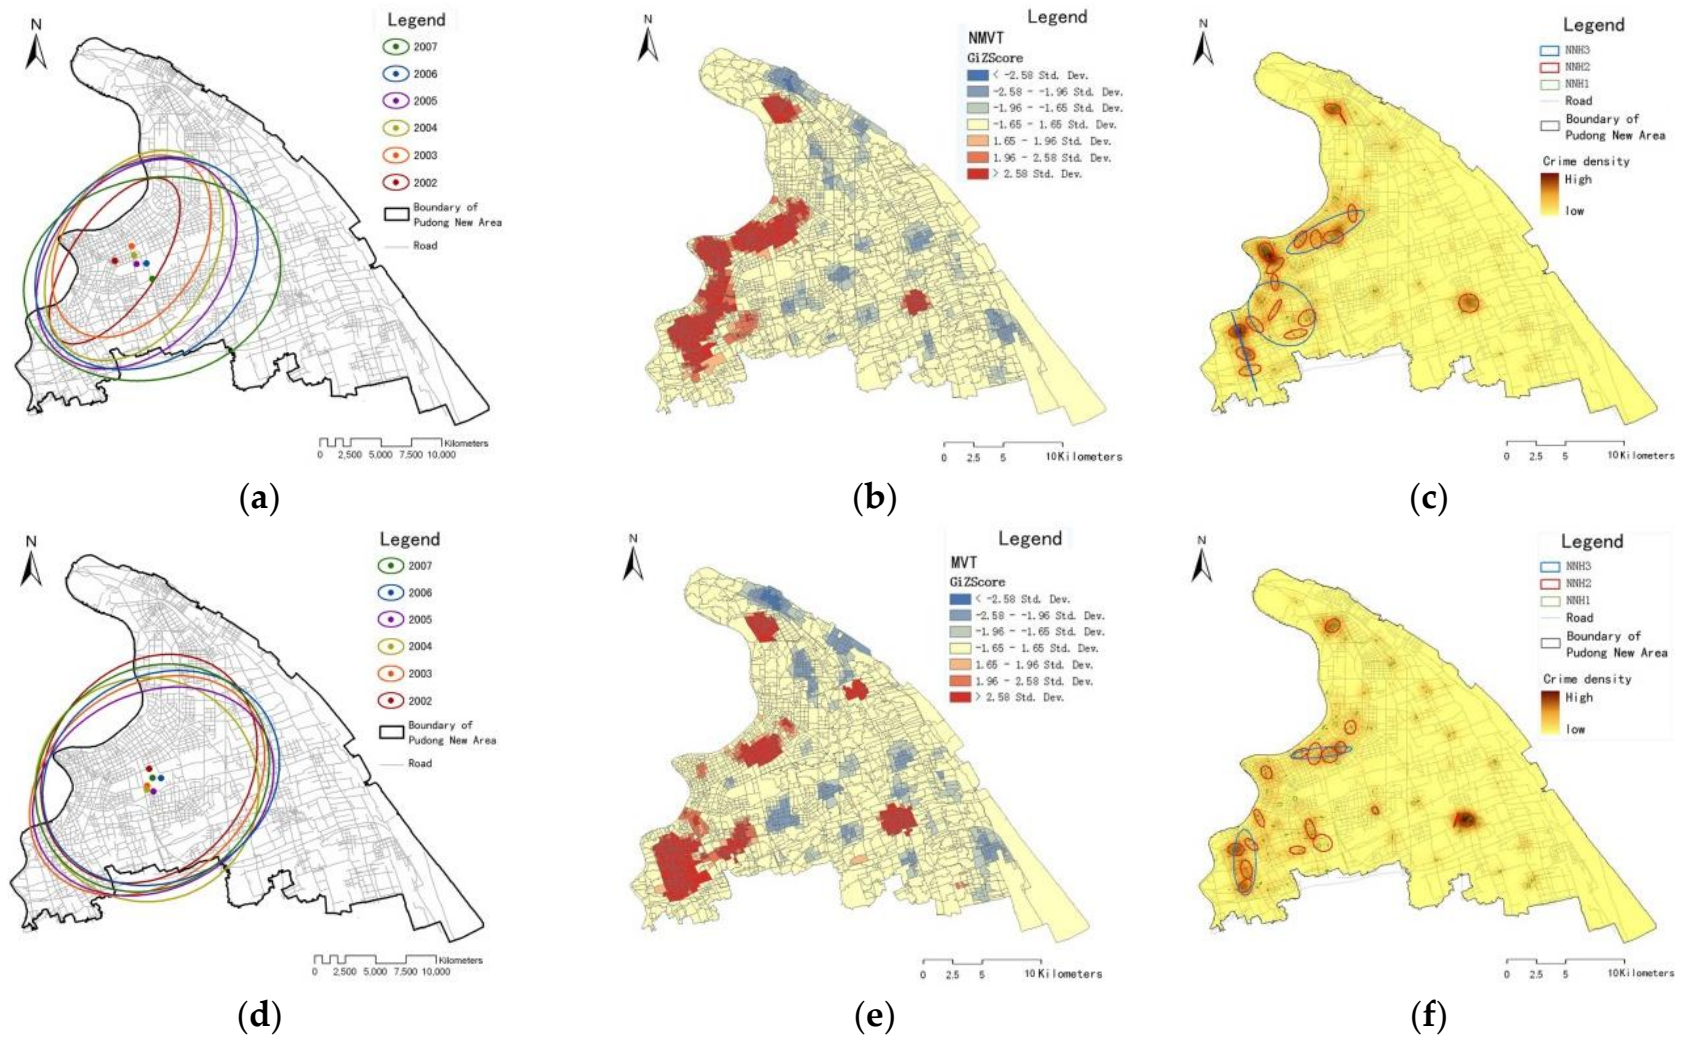 N
Legend
2007
2006
2005
2004
2003
2002
Boundary of
Pudong New Area
Road
Kilometers
0 2,500 5,000 7,500 10,000
(a)
N
Legend
NMVT
GiZScore
< -2.58 Std. Dev.
-2.58 - -1.96 Std. Dev.
-1.96 - -1.65 Std. Dev.
-1.65 - 1.65 Std. Dev.
1.65 - 1.96 Std. Dev.
1.96 - 2.58 Std. Dev.
> 2.58 Std. Dev.
0 2.5 5 10Kilometers
(b)
N
Legend
NNH3
NNH2
NNH1
Road
Boundary of
Pudong New Area
Crime density
High
low
0 2.5 5 10Kilometers
(c)
N
Legend
2007
2006
2005
2004
2003
2002
Boundary of
Pudong New Area
Road
Kilometers
0 2,500 5,000 7,500 10,000
(d)
N
Legend
MVT
GiZScore
< -2.58 Std. Dev.
-2.58 - -1.96 Std. Dev.
-1.96 - -1.65 Std. Dev.
-1.65 - 1.65 Std. Dev.
1.65 - 1.96 Std. Dev.
1.96 - 2.58 Std. Dev.
> 2.58 Std. Dev.
0 2.5 5 10Kilometers
(e)
N
Legend
NNH3
NNH2
NNH1
Road
Boundary of
Pudong New Area
Crime density
High
low
0 2.5 5 10Kilometers
(f)